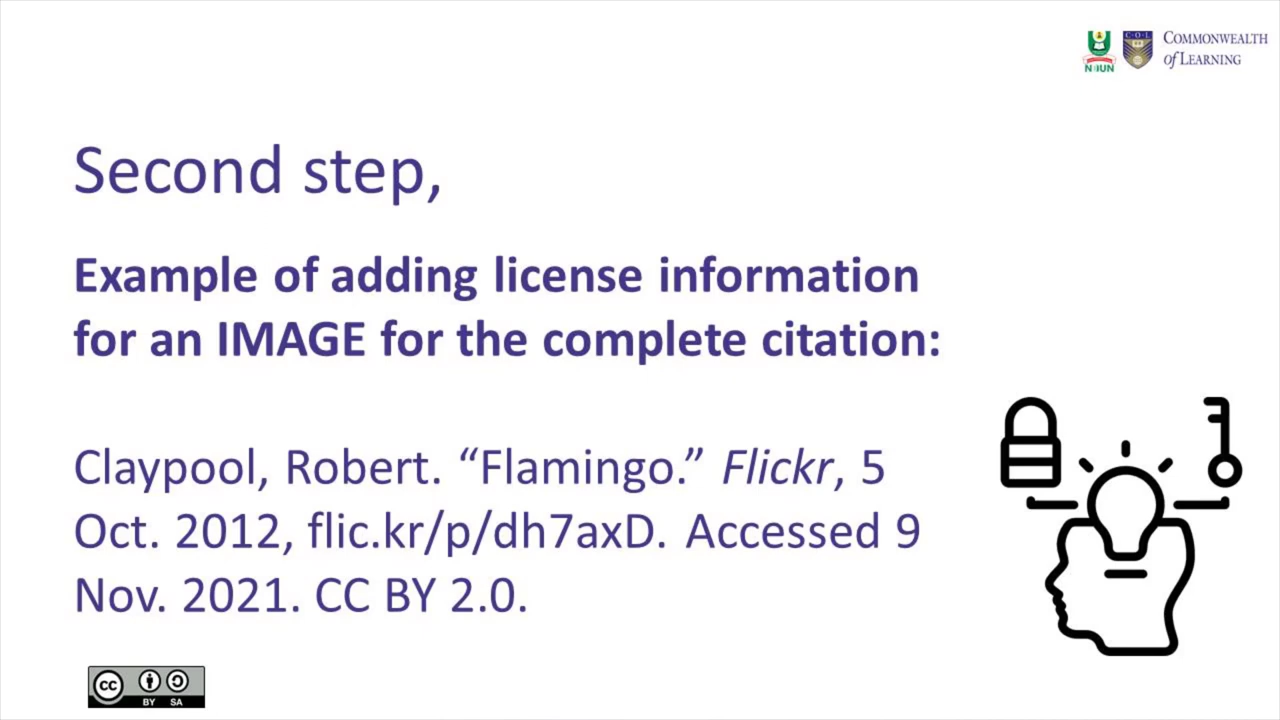 COMMONWEALTH
of LEARNING
C·O·L
NOUN
Second step,
Example of adding license information
for an IMAGE for the complete citation:
Claypool, Robert. “Flamingo.” Flickr, 5
Oct. 2012, flic.kr/p/dh7axD. Accessed 9
Nov. 2021. CC BY 2.0.
cc
BY SA